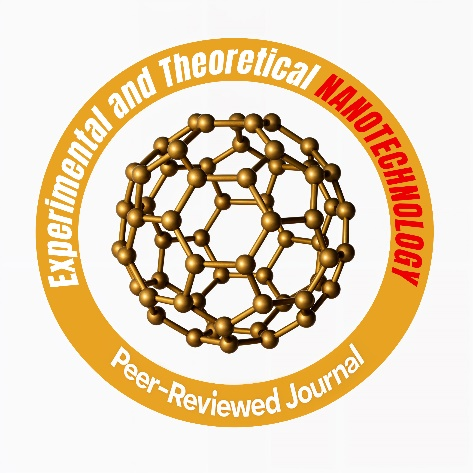 Experimental and Theoretical NANOTECHNOLOGY
Peer-Reviewed Journal